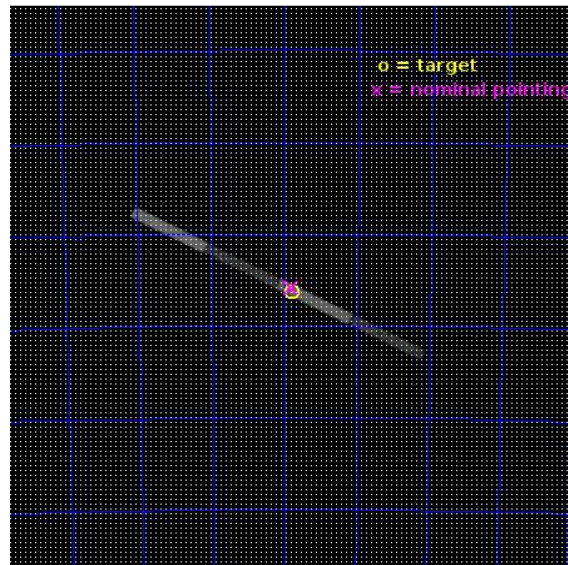 o = target
x = nominal pointing